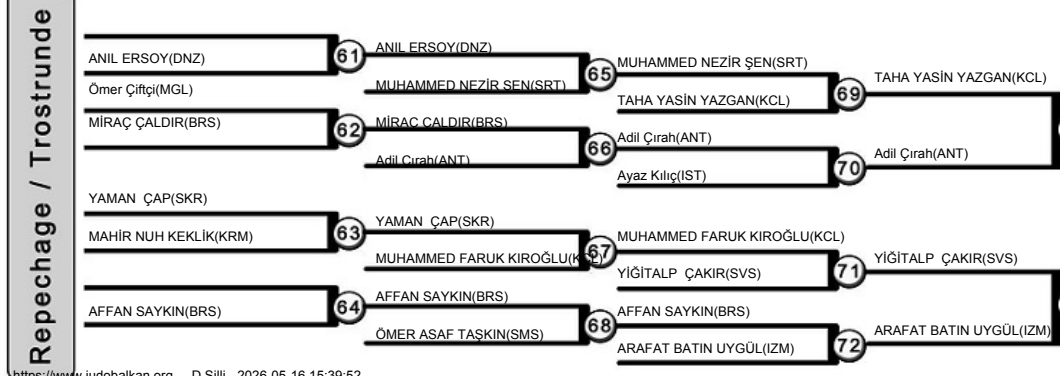 Repechage / Trostrunde
ANIL ERSOY(DNZ)
Ömer Çiftçi(MGL)
MİRAÇ ÇALDIR(BRS)
YAMAN ÇAP(SKR)
MAHİR NUH KEKLİK(KRM)
AFFAN SAYKIN(BRS)
61
62
63
64
ANIL ERSOY(DNZ)
MUHAMMED NEZİR ŞEN(SRT)
MİRAÇ ÇALDIR(BRS)
Adil Çırah(ANT)
YAMAN ÇAP(SKR)
MUHAMMED FARUK KIROĞLU(KCL)
AFFAN SAYKIN(BRS)
ÖMER ASAF TAŞKIN(SMS)
65
66
67
68
MUHAMMED NEZİR ŞEN(SRT)
TAHA YASİN YAZGAN(KCL)
Adil Çırah(ANT)
Ayaz Kılıç(IST)
MUHAMMED FARUK KIROĞLU(KCL)
YİĞİTALP ÇAKIR(SVS)
AFFAN SAYKIN(BRS)
ARAFAT BATIN UYGÜL(IZM)
69
70
71
72
TAHA YASİN YAZGAN(KCL)
Adil Çırah(ANT)
YİĞİTALP ÇAKIR(SVS)
ARAFAT BATIN UYGÜL(IZM)
https://www.judobalkan.org D.Silli 2026-05-16 15:39:52